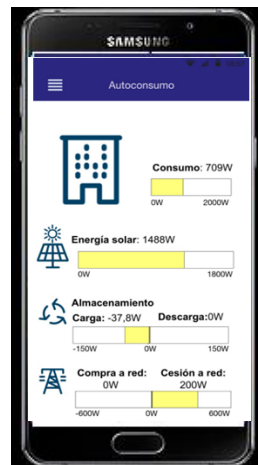 SAMSUNG
Autoconsumo
Consumo: 709W
0W 2000W
Energía solar: 1488W
0W 1800W
Almacenamiento
Carga: -37,8W Descarga:0W
-150W 0W 150W
Compra a red: Cesión a red:
0W 200W
-600W 0W 600W